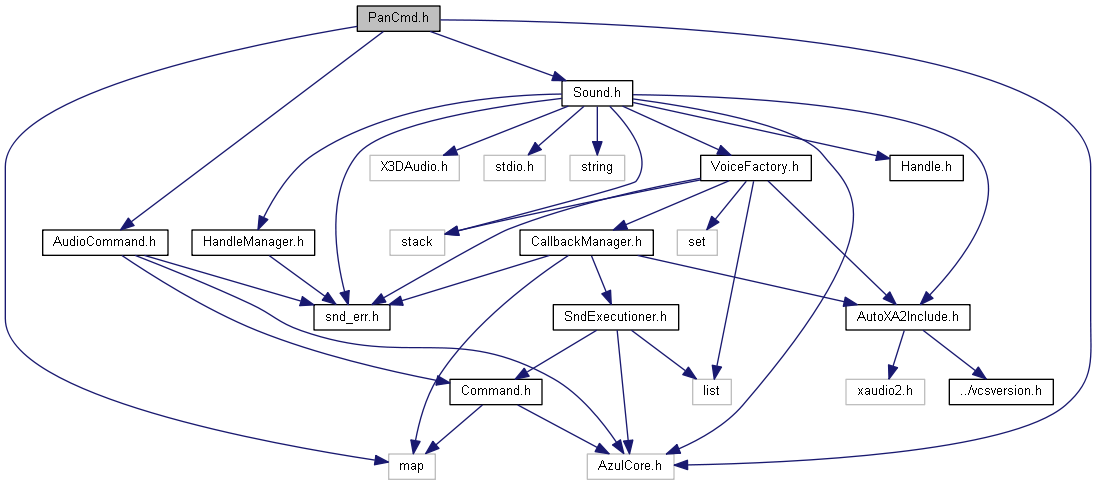 PanCmd.h
Sound.h
X3DAudio.h
stdio.h
string
VoiceFactory.h
Handle.h
AudioCommand.h
HandleManager.h
stack
CallbackManager.h
set
snd_err.h
SndExecutioner.h
AutoXA2Include.h
Command.h
list
xaudio2.h
../vcsversion.h
map
AzulCore.h